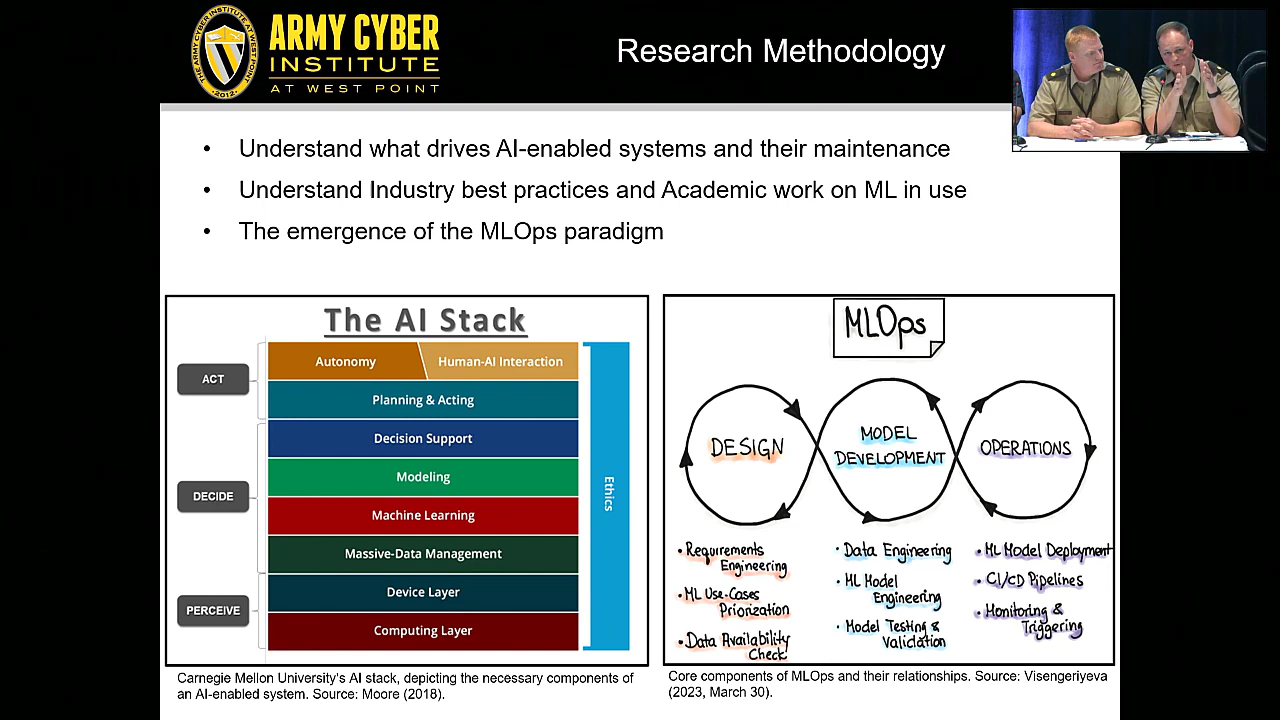 THE ARMY CYBER INSTITUTE AT WEST POINT
2012
ARMY CYBER
INSTITUTE
AT WEST POINT
Research Methodology
• Understand what drives AI-enabled systems and their maintenance
• Understand Industry best practices and Academic work on ML in use
• The emergence of the MLOps paradigm
The AI Stack
ACT
DECIDE
PERCEIVE
Autonomy
Human-AI Interaction
Planning & Acting
Decision Support
Modeling
Machine Learning
Massive-Data Management
Device Layer
Computing Layer
Ethics
Carnegie Mellon University's AI stack, depicting the necessary components of
an AI-enabled system. Source: Moore (2018).
MLOps
DESIGN
MODEL
DEVELOPMENT
OPERATIONS
• Requirements
Engineering
• ML Use-Cases
Priorization
• Data Availability
Check
• Data Engineering
• ML Model
Engineering
• Model Testing &
Validation
• ML Model Deployment
• CI/CD Pipelines
• Monitoring &
Triggering
Core components of MLOps and their relationships. Source: Visengeriyeva
(2023, March 30).